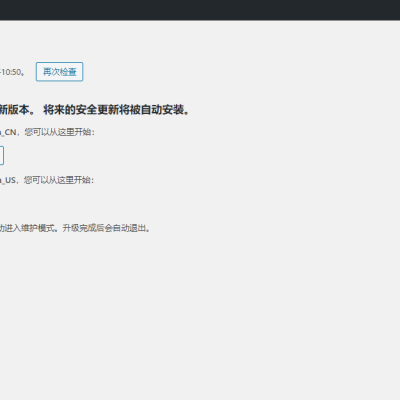 10:50。 再次检查
新版本。 将来的安全更新将被自动安装。
_CN，您可以从这里开始：
_US，您可以从这里开始：
动进入维护模式。升级完成后会自动退出。